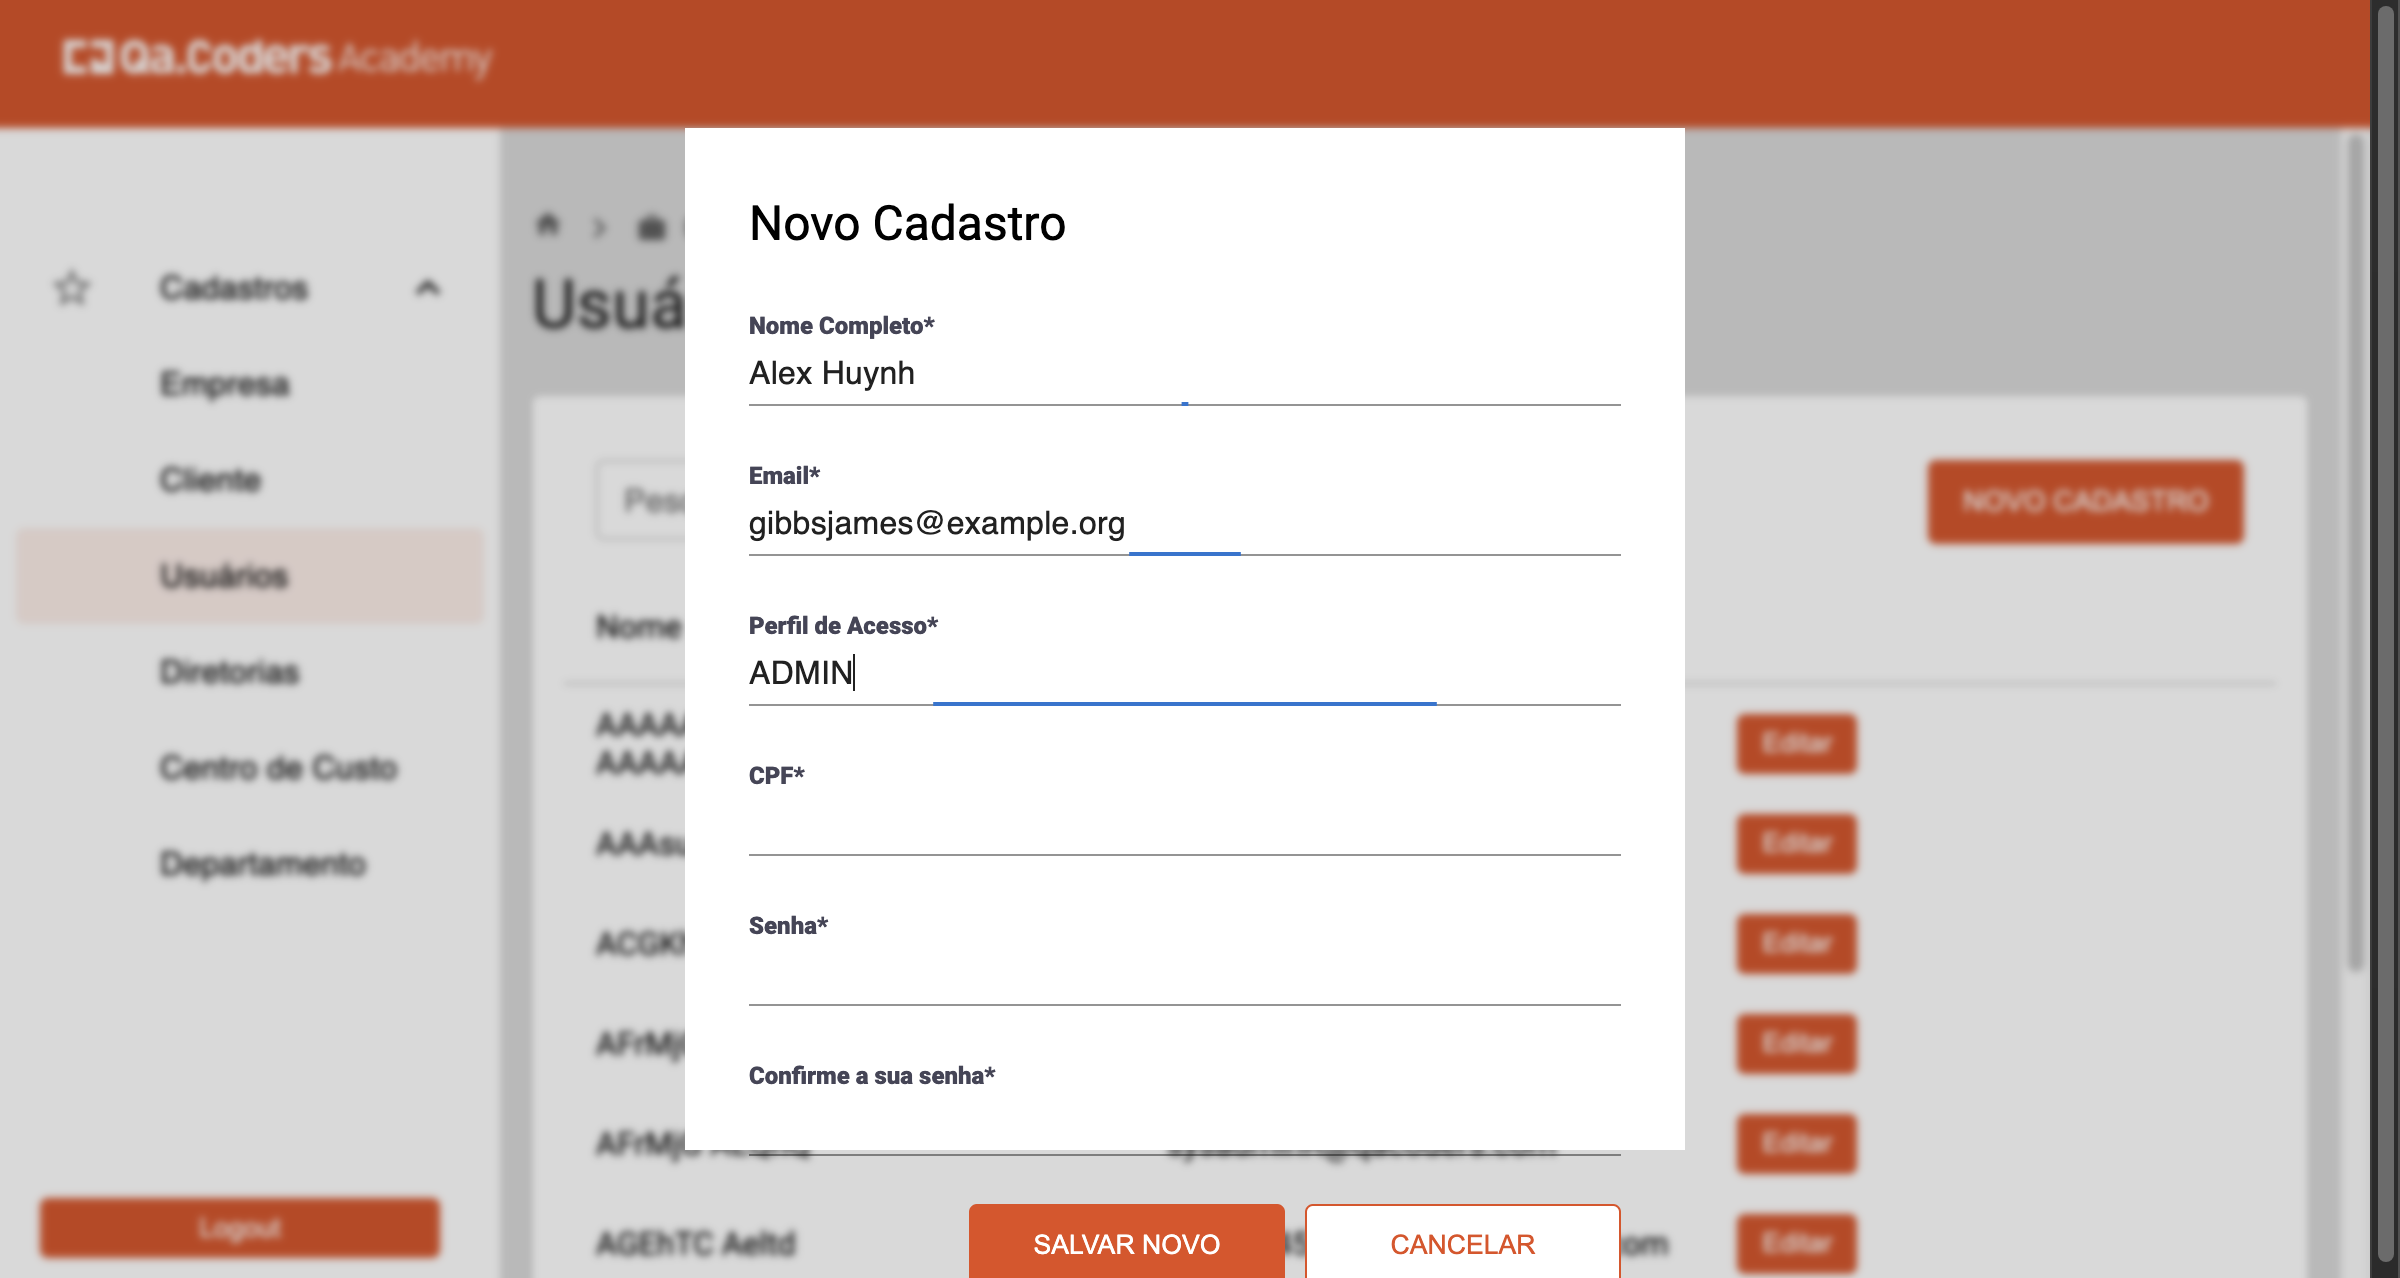 Qa.Coders Academy
Cadastros
Empresa
Cliente
Usuários
Diretorias
Centro de Custo
Departamento
Logout
NOVO CADASTRO
Nome
Editar
Editar
Editar
Editar
Editar
AGEhTC Aeltd
Editar
Novo Cadastro
Nome Completo*
Alex Huynh
Email*
gibbsjames@example.org
Perfil de Acesso*
ADMIN
CPF*
Senha*
Confirme a sua senha*
SALVAR NOVO
CANCELAR